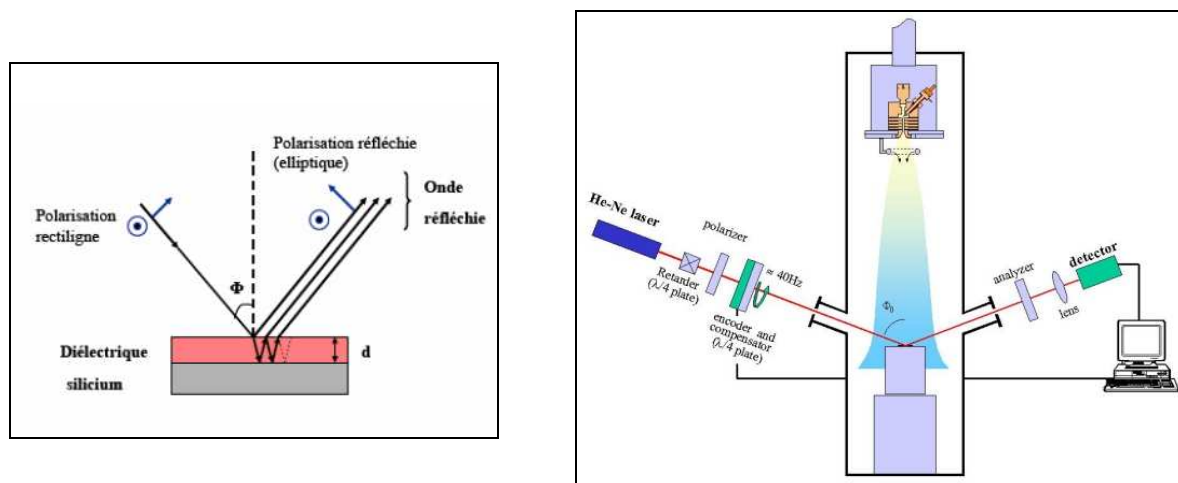 Polarisation réfléchie
(elliptique)
Onde
réfléchie
Polarisation
rectiligne
Φ
Diélectrique
silicium
d
He-Ne laser
polarizer
≈ 40Hz
Retarder
(λ/4 plate)
encoder and
compensator
(λ/4 plate)
Φ₀
analyzer
lens
detector